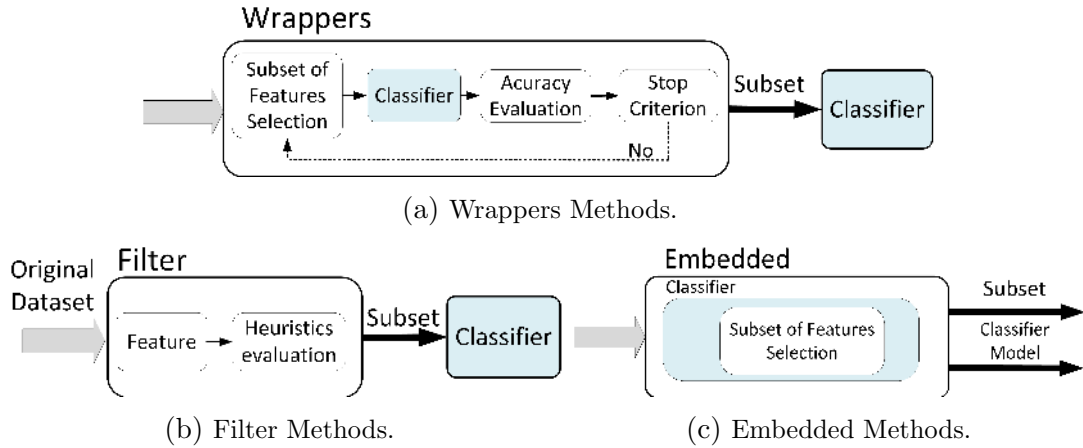 Wrappers
Subset of
Features
Selection
Classifier
Acuracy
Evaluation
Stop
Criterion
No
Subset
Classifier
(a) Wrappers Methods.
Original
Dataset
Filter
Feature
Heuristics
evaluation
Subset
Classifier
(b) Filter Methods.
Embedded
Classifier
Subset of Features
Selection
Subset
Classifier
Model
(c) Embedded Methods.